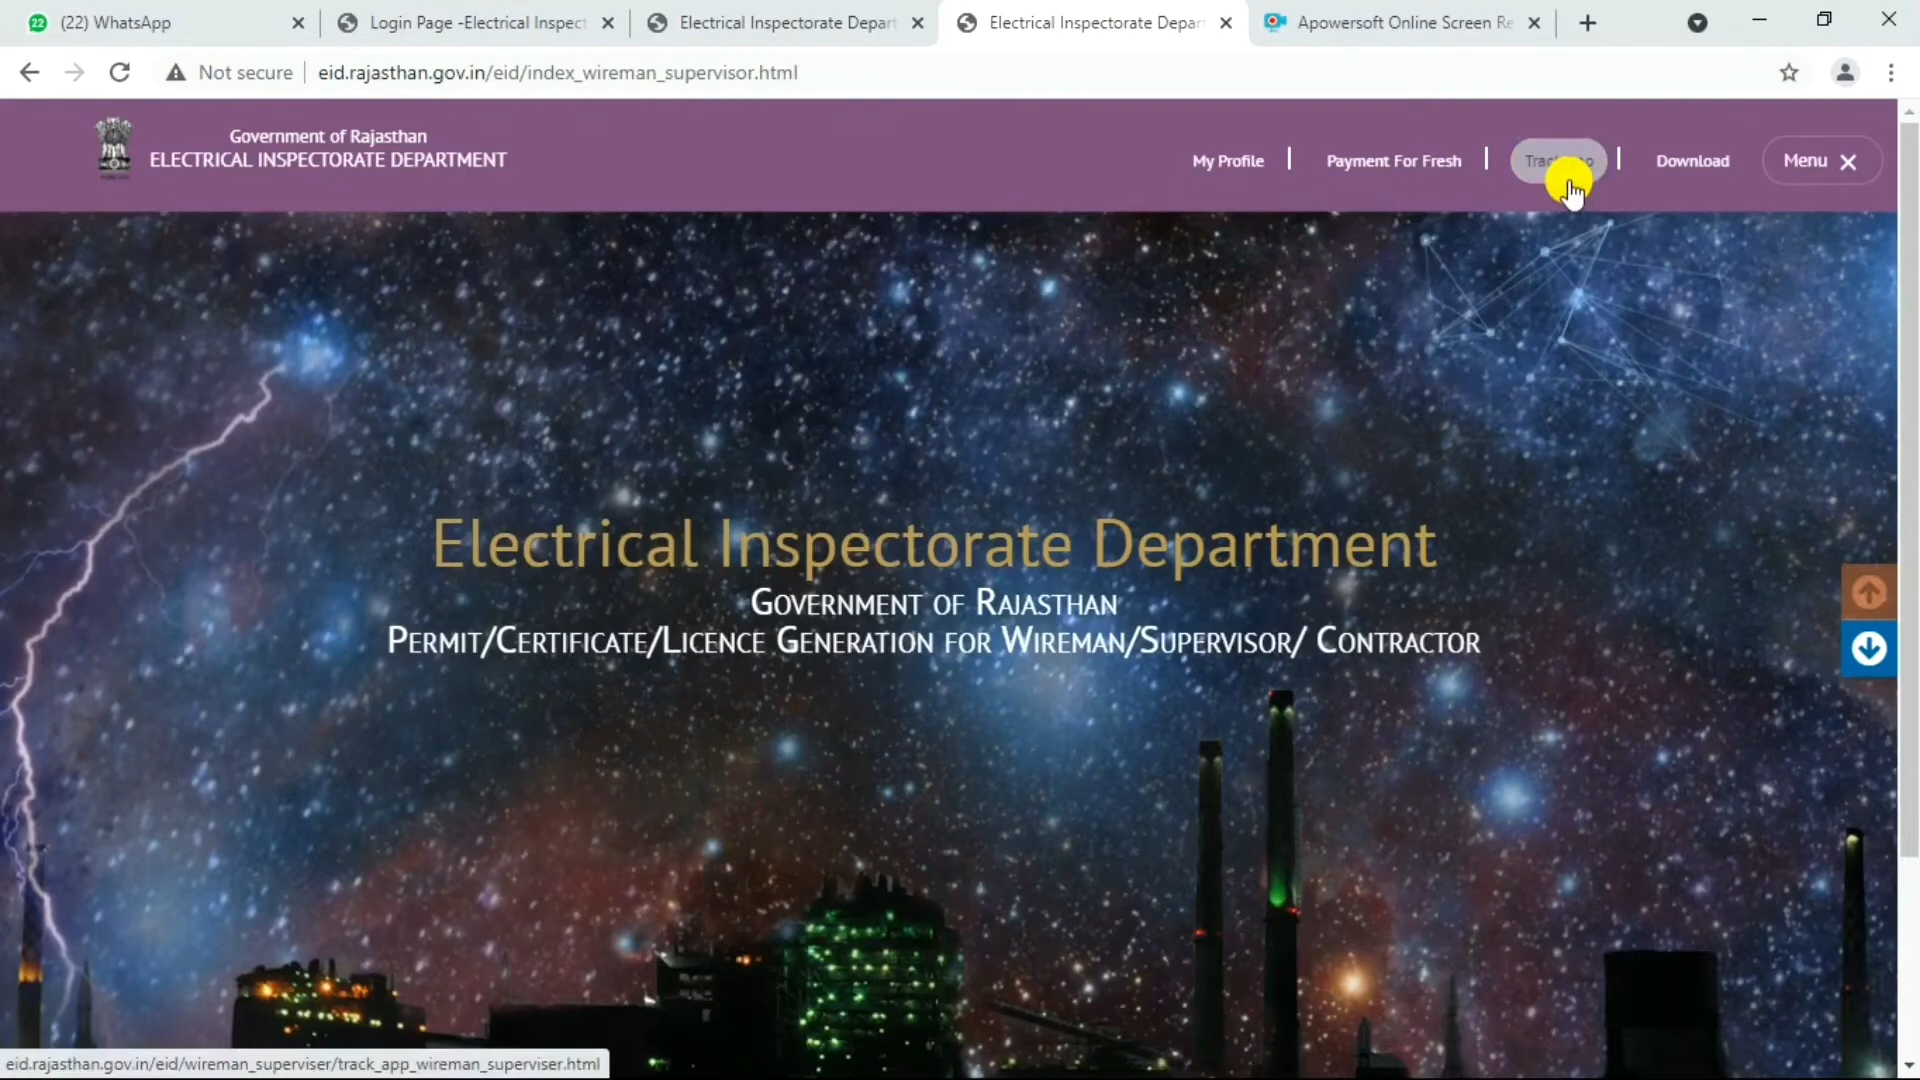 22
(22) WhatsApp
Login Page -Electrical Inspect
Electrical Inspectorate Depart
Electrical Inspectorate Depar
Apowersoft Online Screen Re
Not secure
eid.rajasthan.gov.in/eid/index_wireman_supervisor.html
Government of Rajasthan
ELECTRICAL INSPECTORATE DEPARTMENT
My Profile
Payment For Fresh
Download
Menu
Electrical Inspectorate Department
Government of Rajasthan
Permit/Certificate/Licence Generation for Wireman/Supervisor/ Contractor
eid.rajasthan.gov.in/eid/wireman_superviser/track_app_wireman_superviser.html